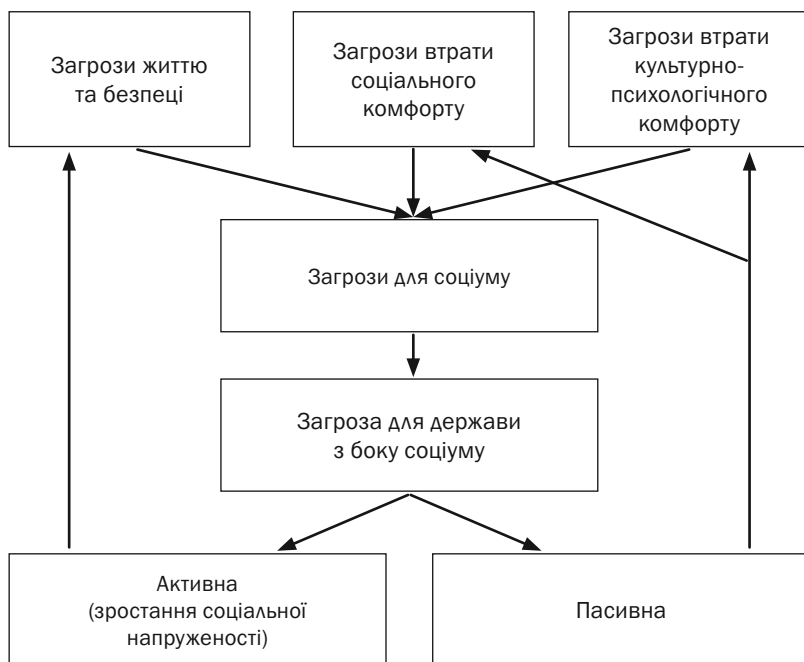 Загрози життю
та безпеці
Загрози втрати
соціального
комфорту
Загрози втрати
культурно-
психологічного
комфорту
Загрози для соціуму
Загроза для держави
з боку соціуму
Активна
(зростання соціальної
напруженості)
Пасивна